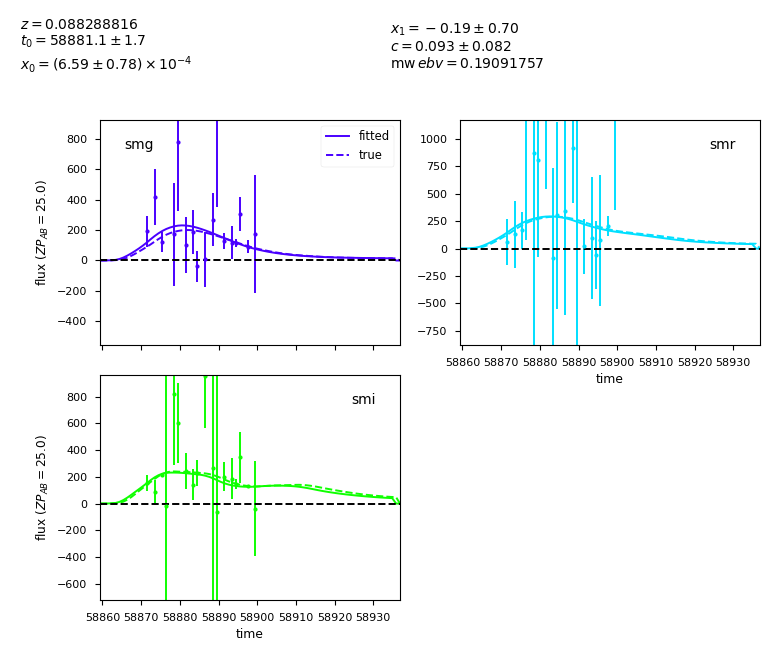 z = 0.088288816
t₀ = 58881.1 ± 1.7
x₀ = (6.59 ± 0.78) × 10⁻⁴
x₁ = −0.19 ± 0.70
c = 0.093 ± 0.082
mw ebv = 0.19091757
smg
fitted
true
800
600
400
200
0
−200
−400
flux (ZP_AB = 25.0)
smr
1000
750
500
250
0
−250
−500
−750
58860 58870 58880 58890 58900 58910 58920 58930
time
smi
800
600
400
200
0
−200
−400
−600
flux (ZP_AB = 25.0)
58860 58870 58880 58890 58900 58910 58920 58930
time